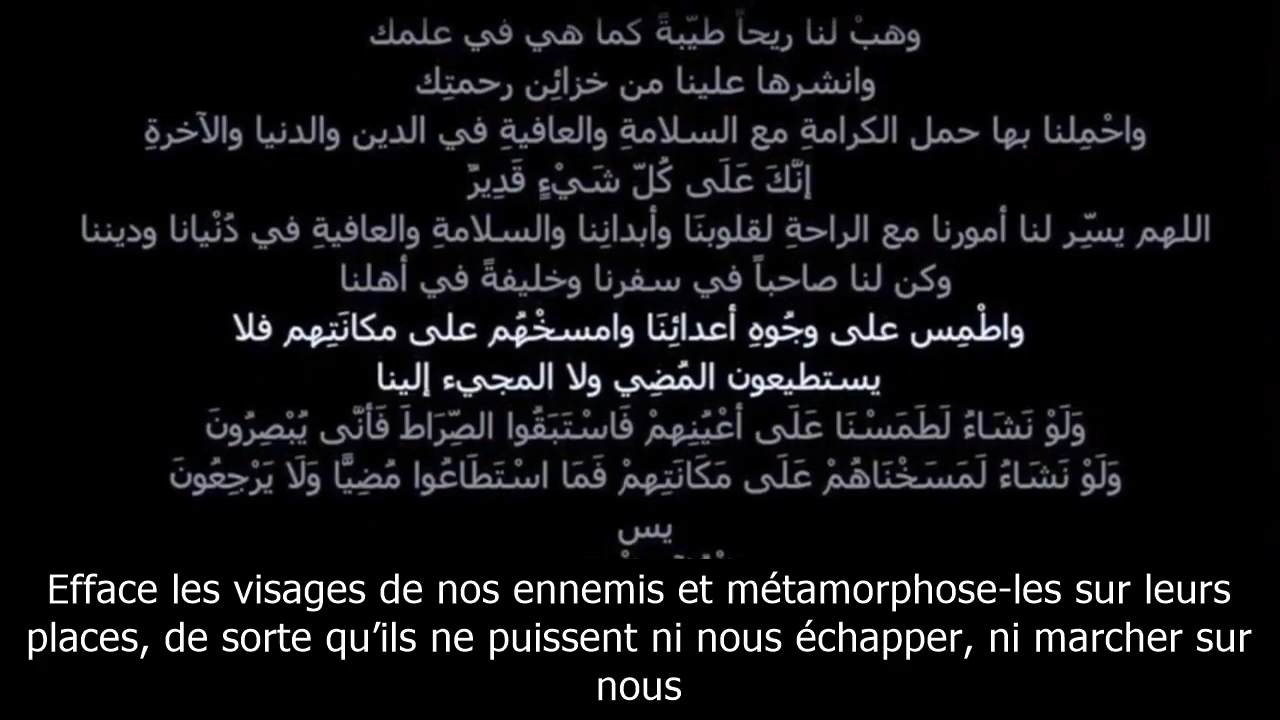 وهبْ لنا ريحاً طيّبةً كما هي في علمك
وانشرها علينا من خزائِن رحمتِك
واحْمِلنا بها حمل الكرامةِ مع السلامةِ والعافيةِ في الدين والدنيا والآخرةِ
إنَّكَ عَلَى كُلّ شَيْءٍ قَدِيرٌ
اللهم يسّر لنا أمورنا مع الراحةِ لقلوبنَا وأبدانِنا والسلامةِ والعافيةِ في دُنْيانا وديننا
وكن لنا صاحباً في سفرنا وخليفةً في أهلنا
واطْمِس على وجُوهِ أعدائِنَا وامسخْهُم على مكانَتِهم فلا
يستطيعون المُضِي ولا المجيء إلينا
وَلَوْ نَشَاءُ لَطَمَسْنَا عَلَى أعْيُنِهِمْ فَاسْتَبَقُوا الصِّرَاطَ فَأنَّى يُبْصِرُونَ
وَلَوْ نَشَاءُ لَمَسَخْنَاهُمْ عَلَى مَكَانَتِهِمْ فَمَا اسْتَطَاعُوا مُضِيًّا وَلَا يَرْجِعُونَ
يس
Efface les visages de nos ennemis et métamorphose-les sur leurs
places, de sorte qu’ils ne puissent ni nous échapper, ni marcher sur
nous